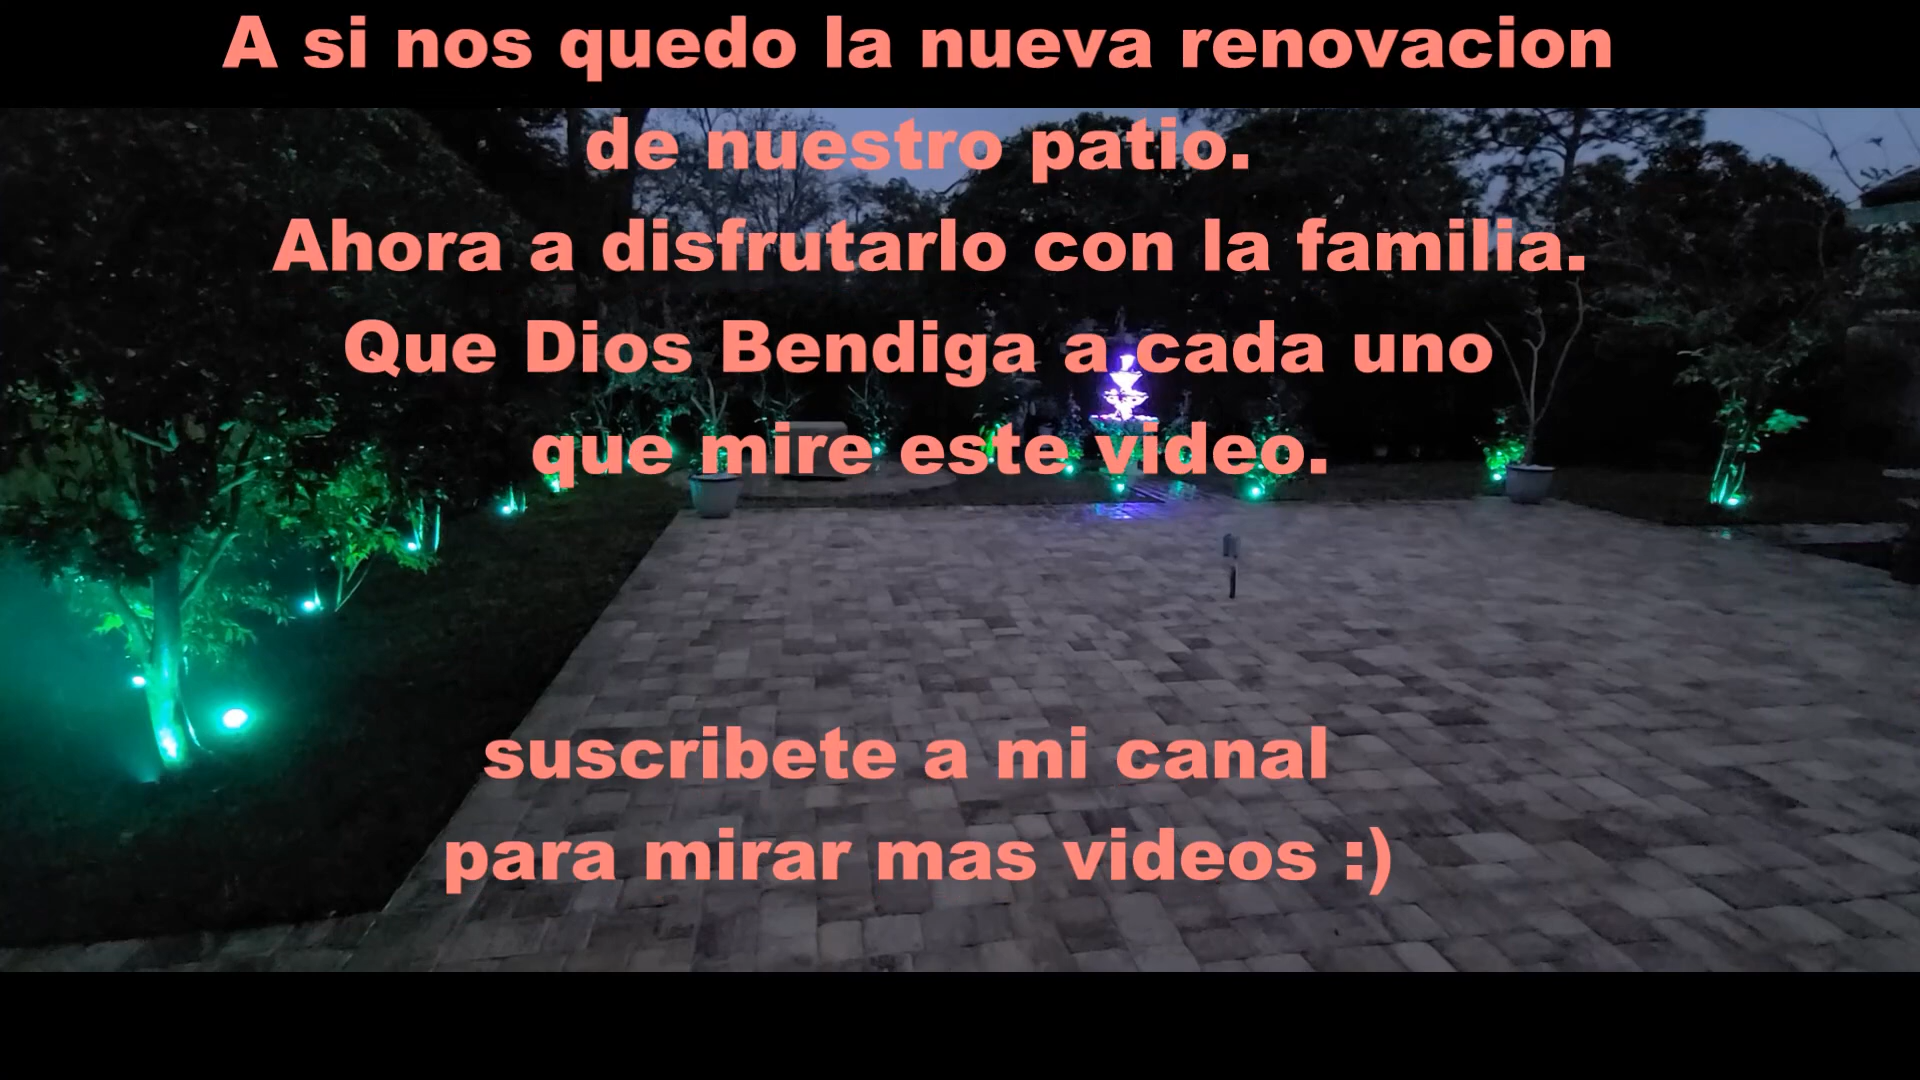 A si nos quedo la nueva renovacion
de nuestro patio.
Ahora a disfrutarlo con la familia.
Que Dios Bendiga a cada uno
que mire este video.
suscribete a mi canal
para mirar mas videos :)